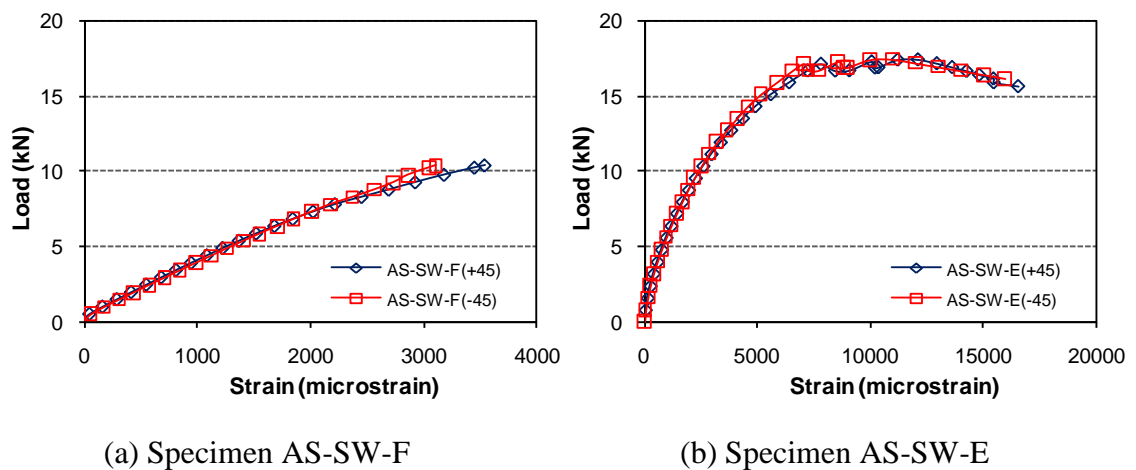 20
15
10
5
0
Load (kN)
0
1000
2000
3000
4000
Strain (microstrain)
AS-SW-F(+45)
AS-SW-F(-45)
20
15
10
5
0
Load (kN)
0
5000
10000
15000
20000
Strain (microstrain)
AS-SW-E(+45)
AS-SW-E(-45)
(a) Specimen AS-SW-F
(b) Specimen AS-SW-E